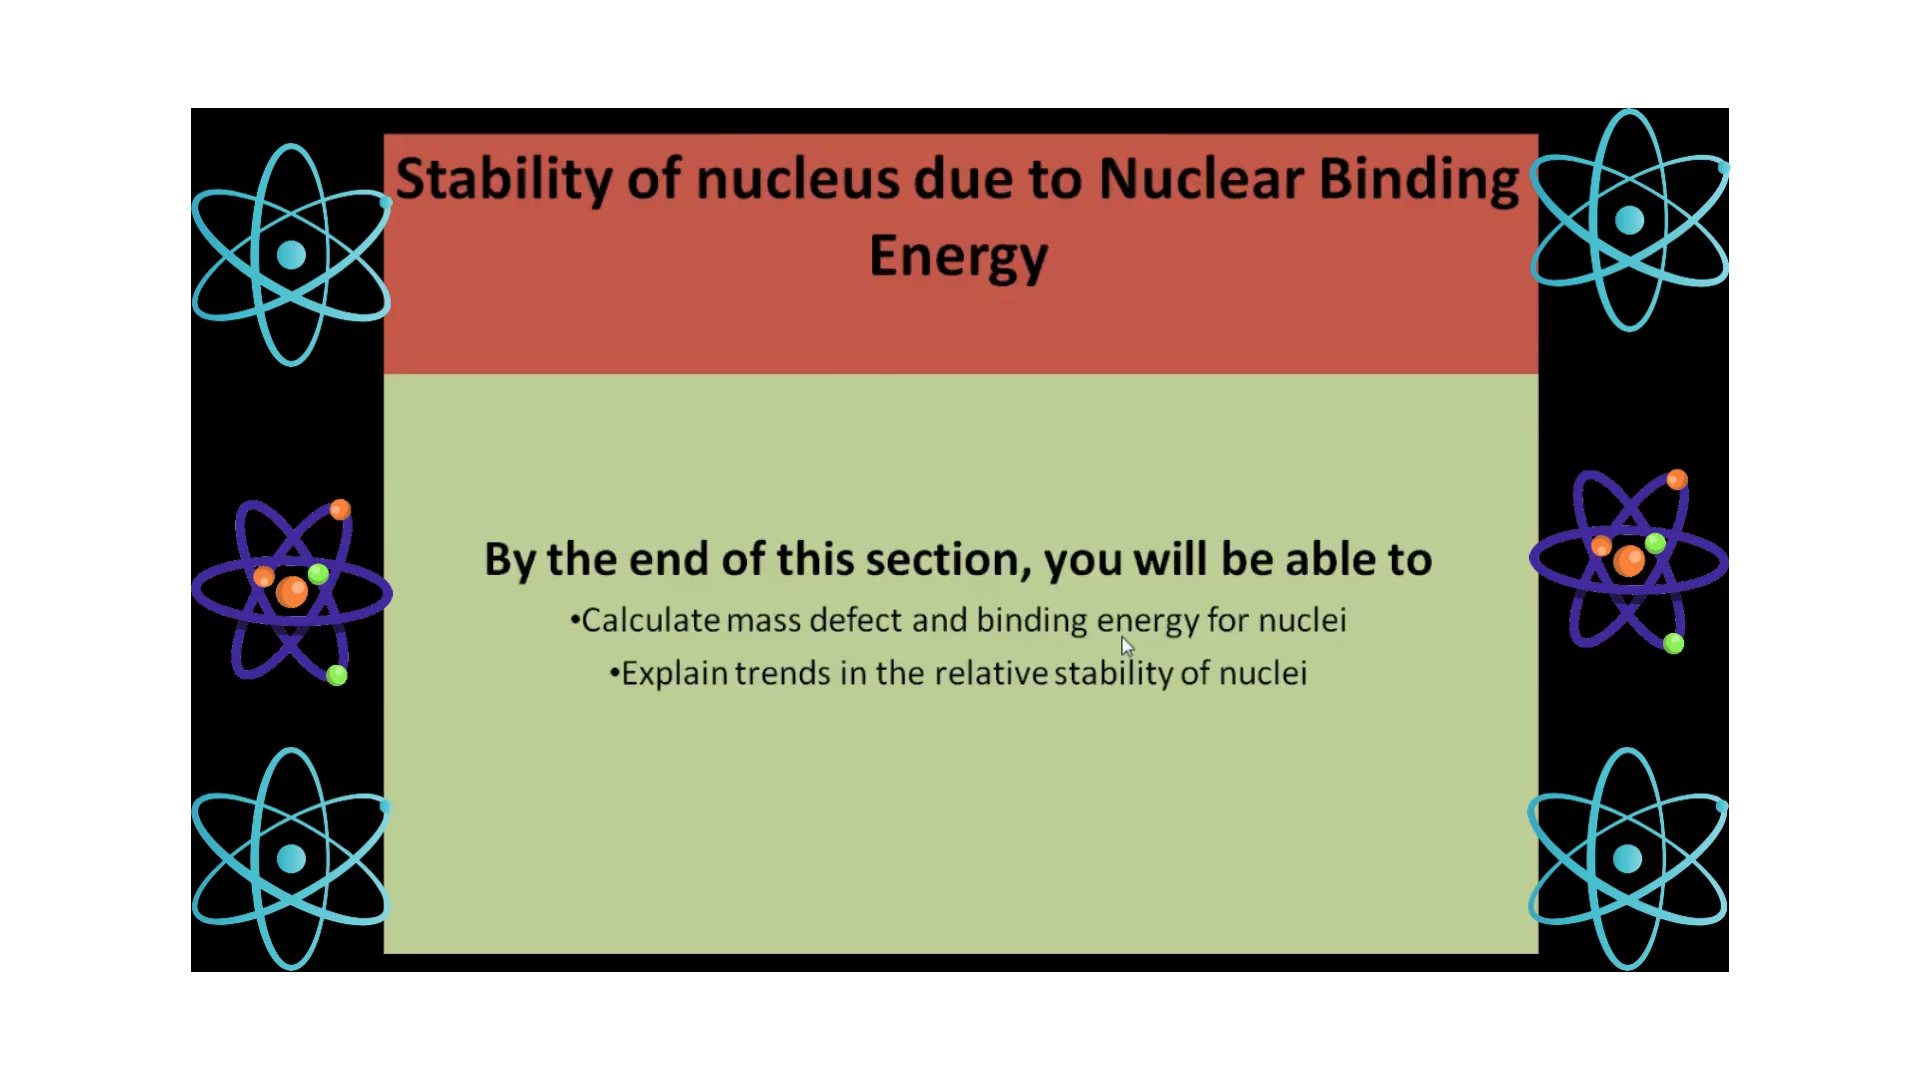 Stability of nucleus due to Nuclear Binding
Energy
By the end of this section, you will be able to
•Calculate mass defect and binding energy for nuclei
•Explain trends in the relative stability of nuclei